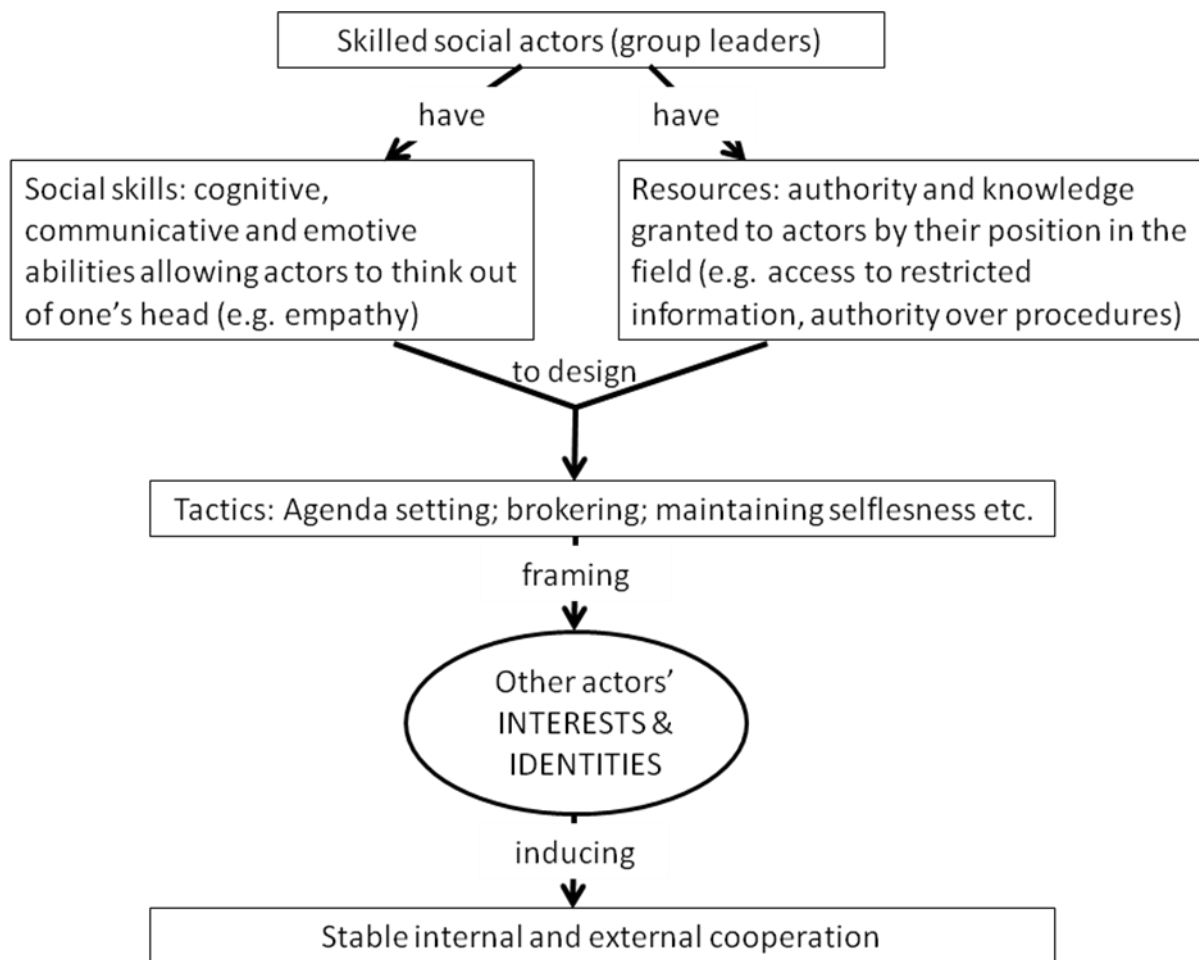 Skilled social actors (group leaders)
have
have
Social skills: cognitive,
communicative and emotive
abilities allowing actors to think out
of one's head (e.g. empathy)
Resources: authority and knowledge
granted to actors by their position in the
field (e.g. access to restricted
information, authority over procedures)
to design
Tactics: Agenda setting; brokering; maintaining selflesness etc.
framing
Other actors'
INTERESTS &
IDENTITIES
inducing
Stable internal and external cooperation